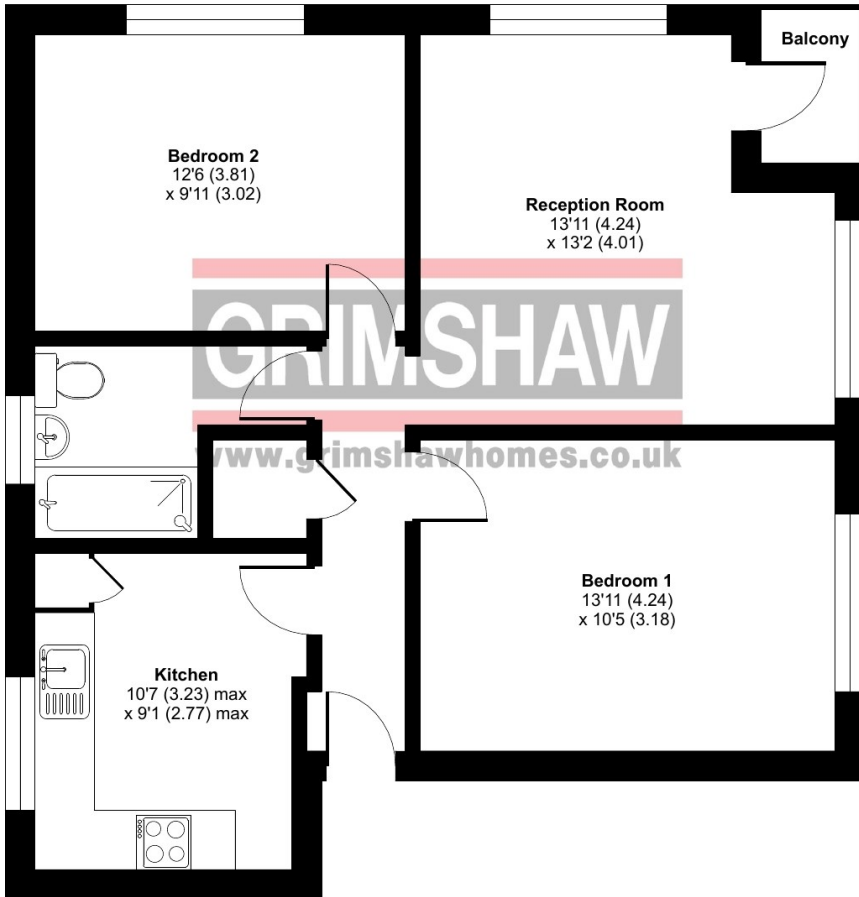 Balcony
Bedroom 2
12'6 (3.81)
x 9'11 (3.02)
Reception Room
13'11 (4.24)
x 13'2 (4.01)
GRIMSHAW
www.grimshawhomes.co.uk
Bedroom 1
13'11 (4.24)
x 10'5 (3.18)
Kitchen
10'7 (3.23) max
x 9'1 (2.77) max